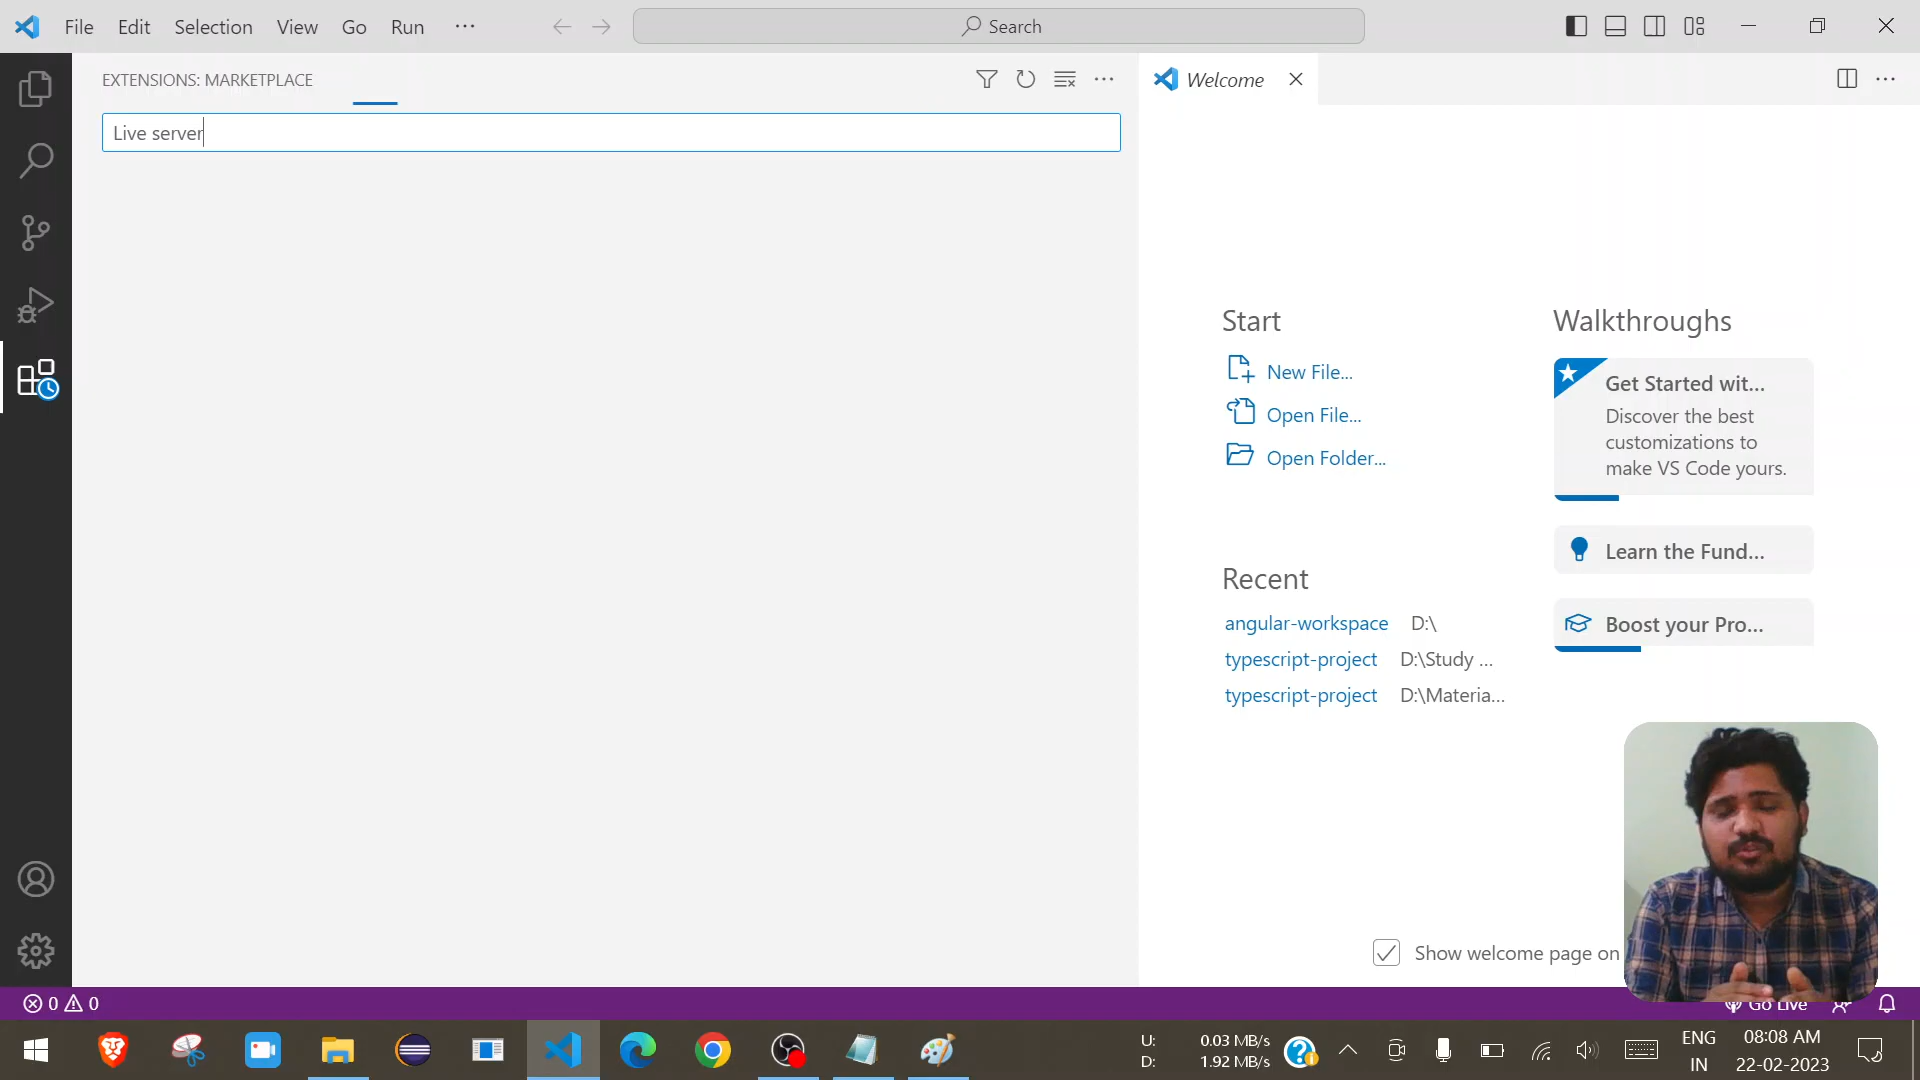 File Edit Selection View Go Run ···
Search
EXTENSIONS: MARKETPLACE
Welcome
Live server
Start
New File...
Open File...
Open Folder...
Walkthroughs
Get Started wit...
Discover the best
customizations to
make VS Code yours.
Learn the Fund...
Boost your Pro...
Recent
angular-workspace D:\
typescript-project D:\Study ...
typescript-project D:\Materia...
Show welcome page on
0 0
Go Live
U: 0.03 MB/s
D: 1.92 MB/s
ENG
IN
08:08 AM
22-02-2023